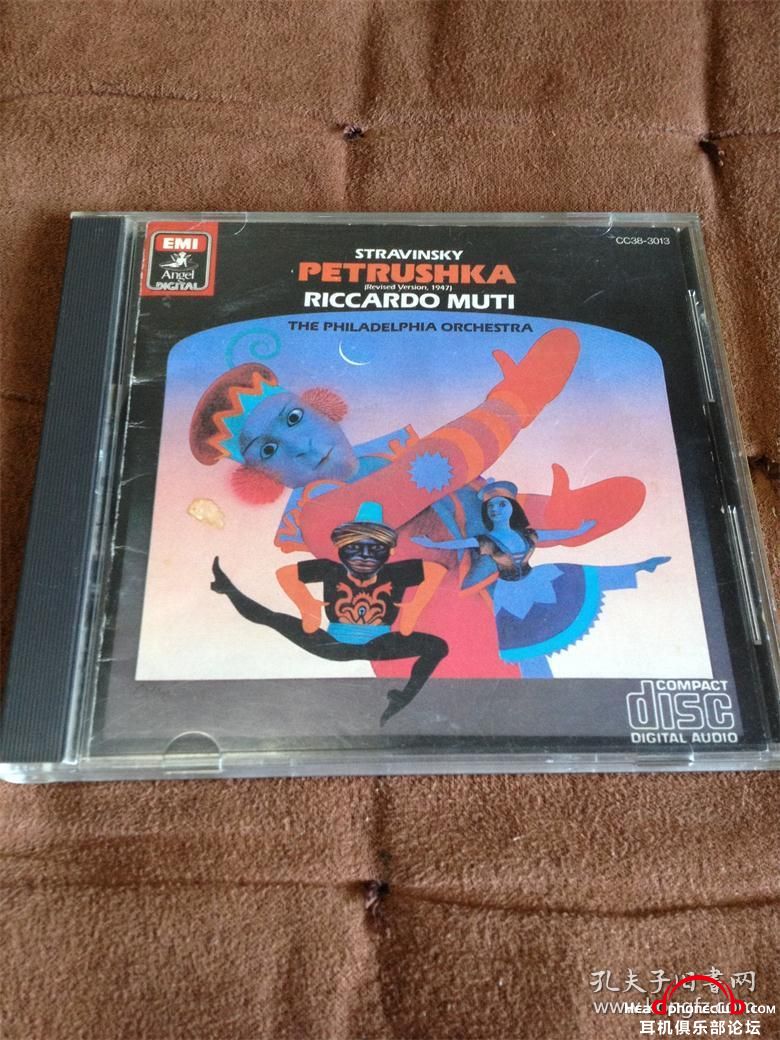 EMI
Angel
DIGITAL
STRAVINSKY
PETRUSHKA
(Revised Version, 1947)
RICCARDO MUTI
THE PHILADELPHIA ORCHESTRA
CC38-3013
COMPACT
disc
DIGITAL AUDIO
孔夫子旧书网
耳机俱乐部论坛